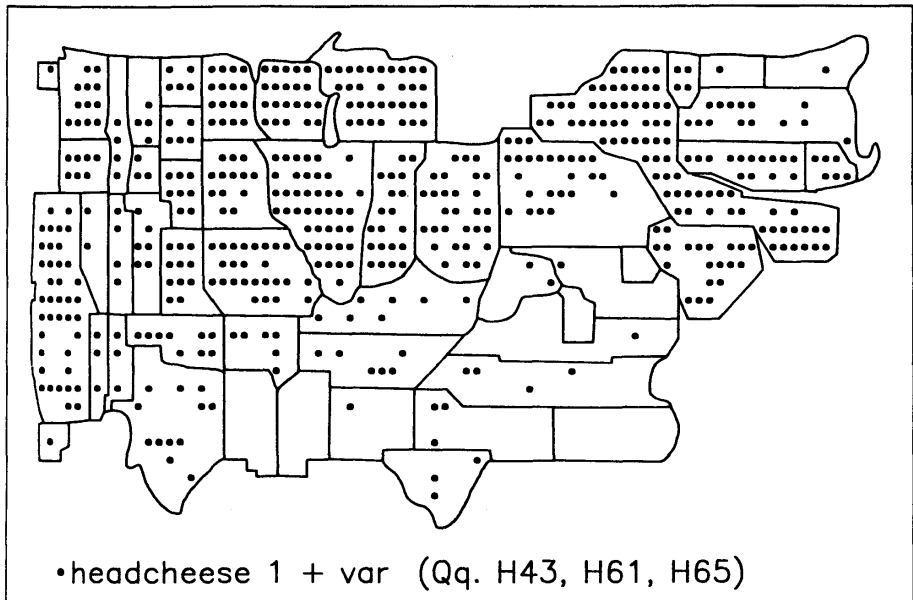 •headcheese 1 + var (Qq. H43, H61, H65)